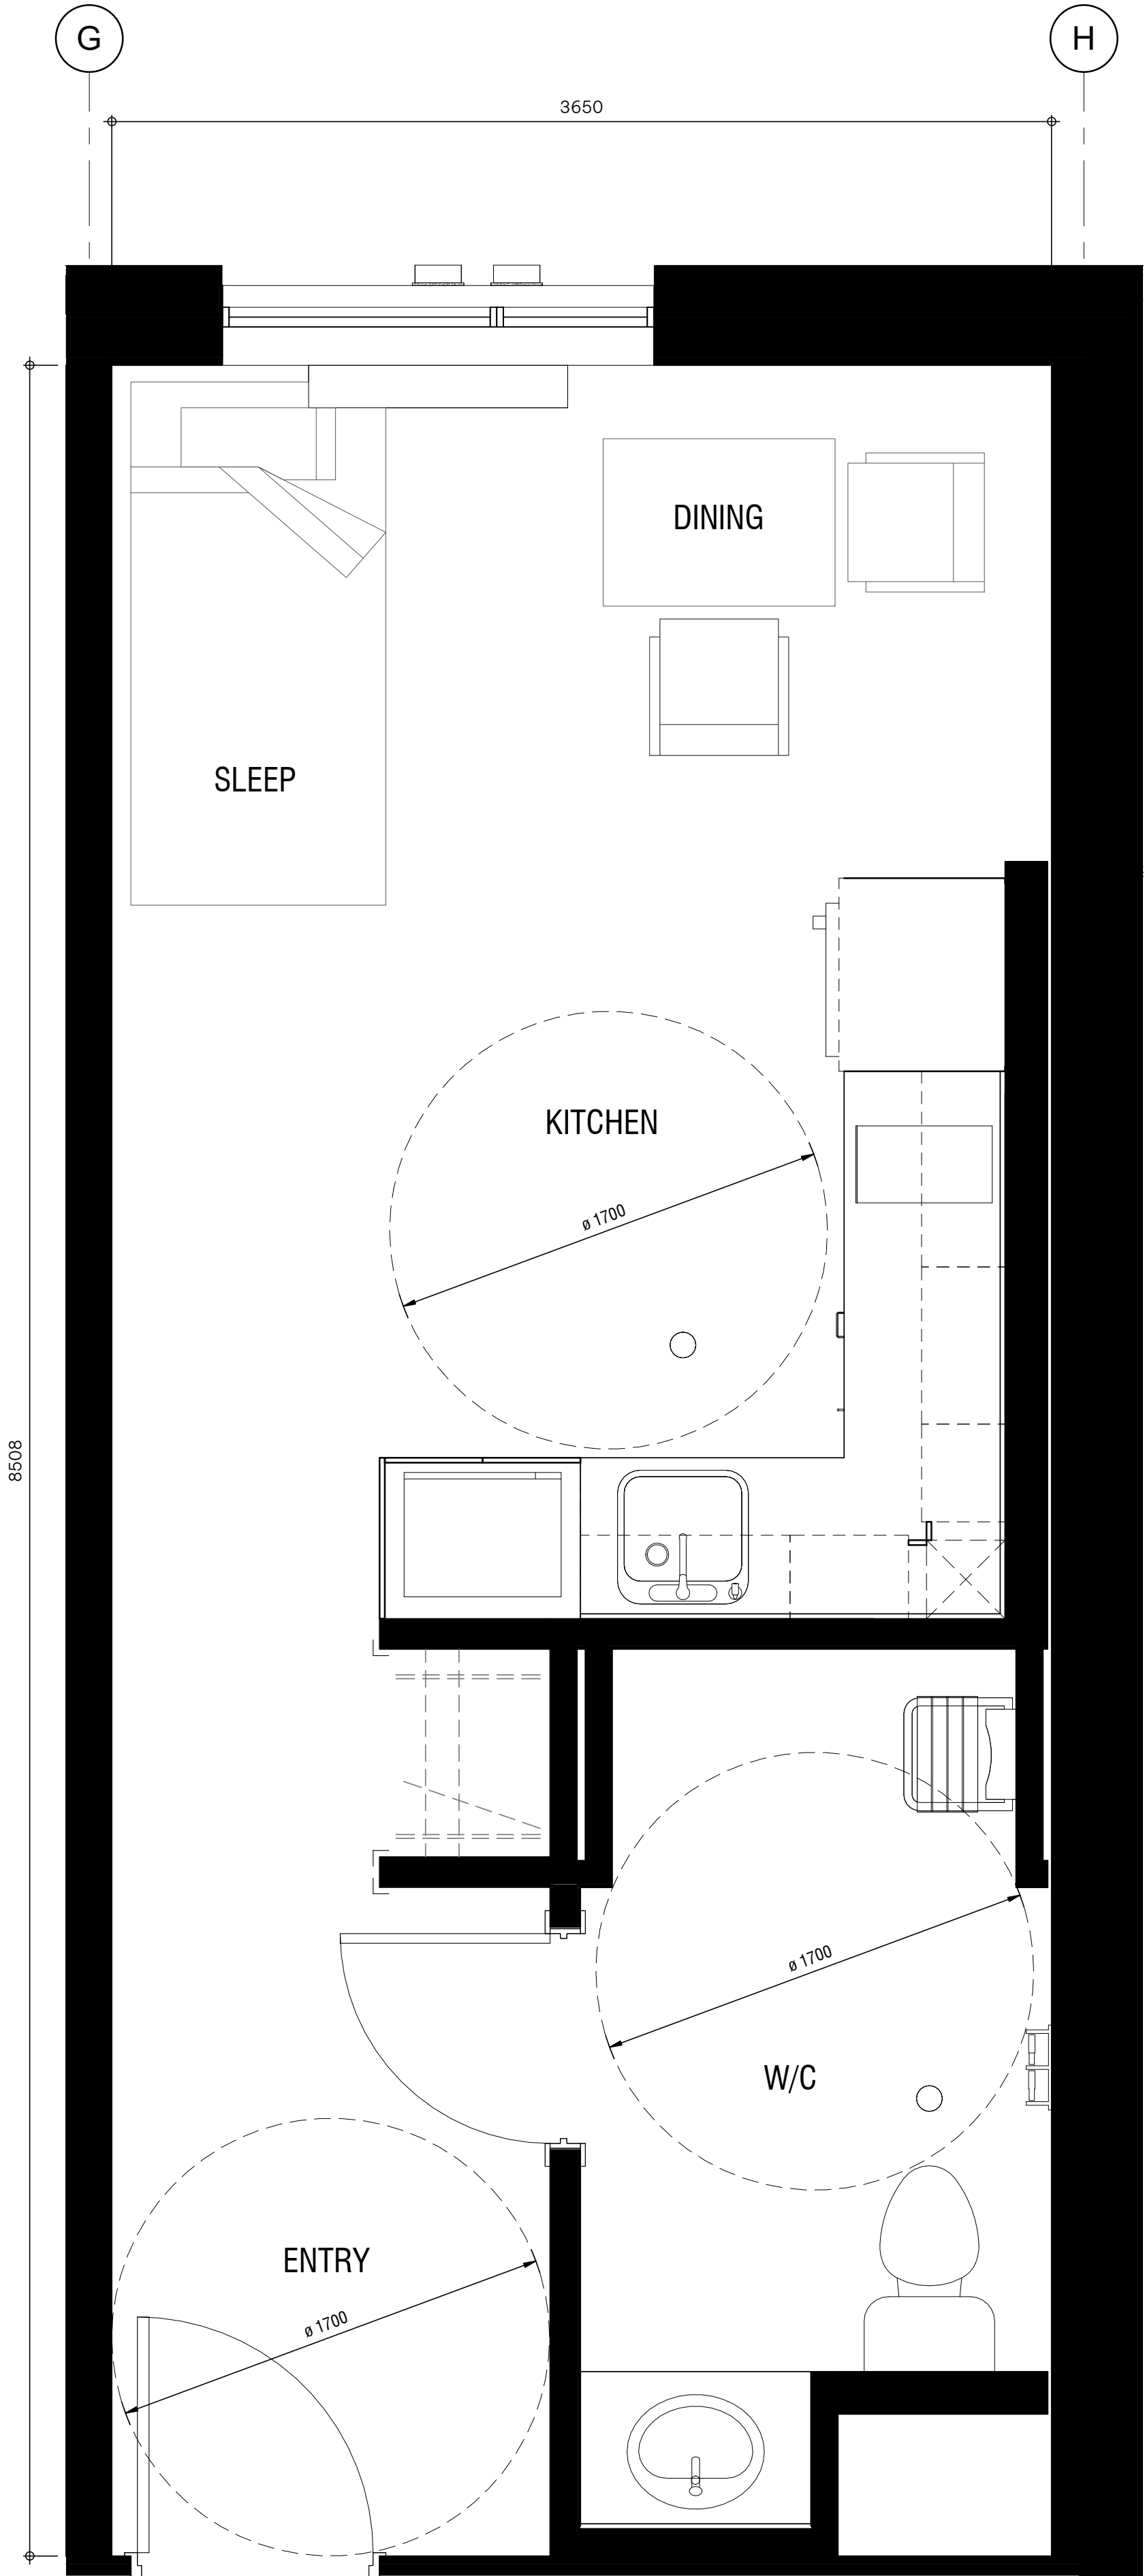 G
H
3650
DINING
SLEEP
KITCHEN
ø 1700
8508
ø 1700
W/C
ENTRY
ø 1700